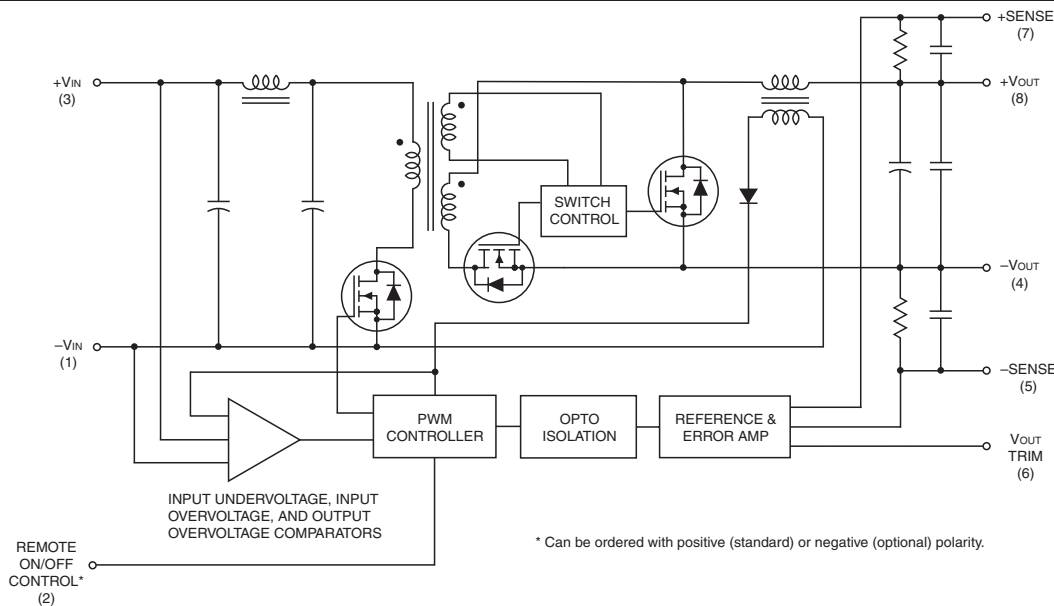 +SENSE
(7)
+VIN
(3)
+VOUT
(8)
SWITCH
CONTROL
−VOUT
(4)
−VIN
(1)
−SENSE
(5)
PWM
CONTROLLER
OPTO
ISOLATION
REFERENCE &
ERROR AMP
VOUT
TRIM
(6)
INPUT UNDERVOLTAGE, INPUT
OVERVOLTAGE, AND OUTPUT
OVERVOLTAGE COMPARATORS
REMOTE
ON/OFF
CONTROL*
(2)
* Can be ordered with positive (standard) or negative (optional) polarity.